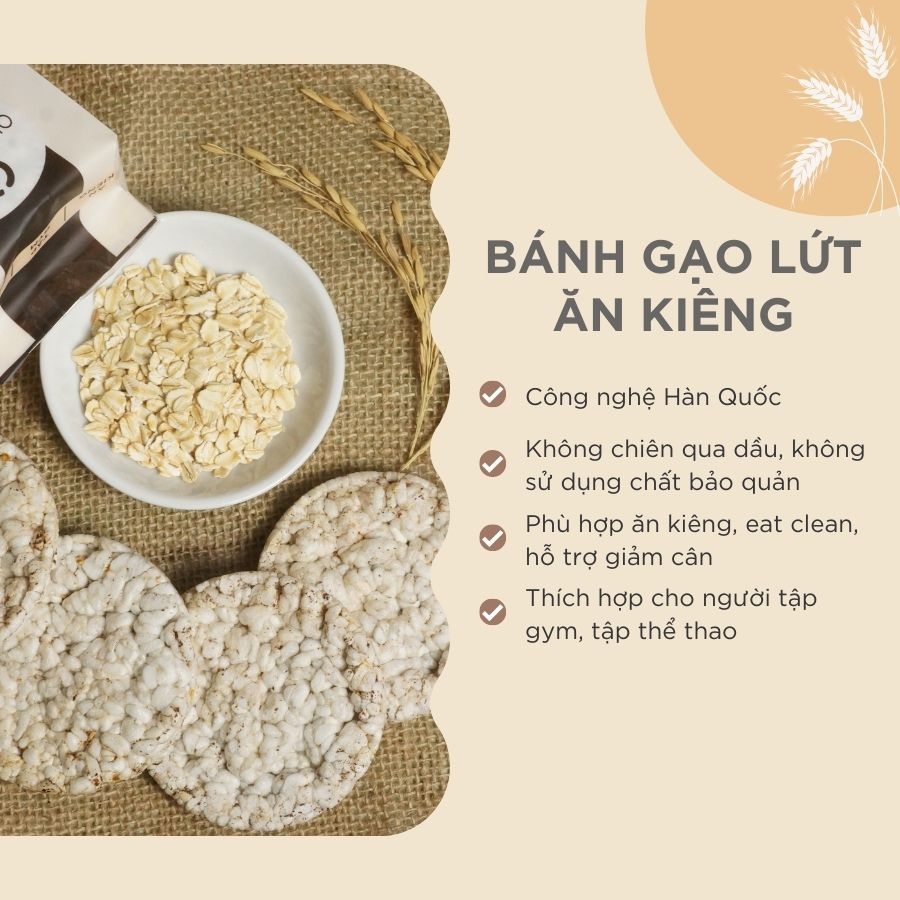 BÁNH GẠO LỨT
ĂN KIÊNG
Công nghệ Hàn Quốc
Không chiên qua dầu, không
sử dụng chất bảo quản
Phù hợp ăn kiêng, eat clean,
hỗ trợ giảm cân
Thích hợp cho người tập
gym, tập thể thao